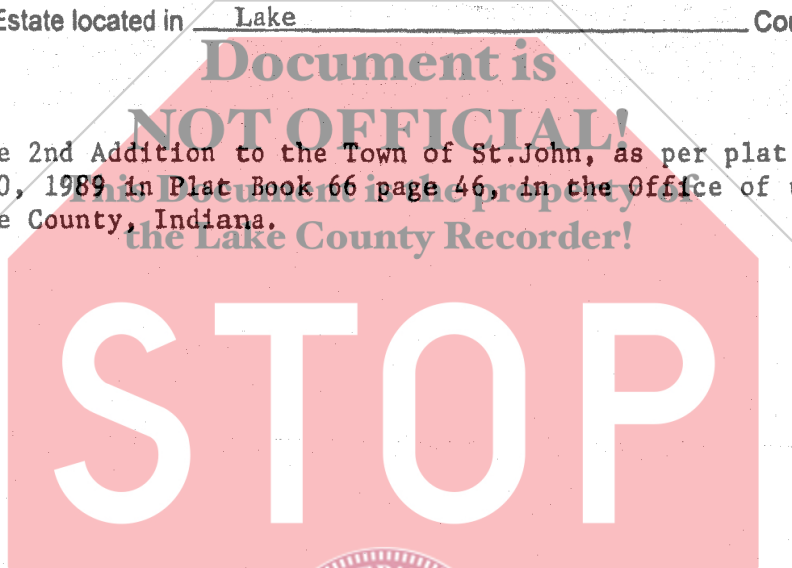 Estate located in Lake
Document is
NOT OFFICIAL!
2nd Addition to the Town of St.John, as per plat
0, 1989 in Plat Book 66 page 46, in the Office of
This Document is the property of
County, Indiana.
the Lake County Recorder!
STOP